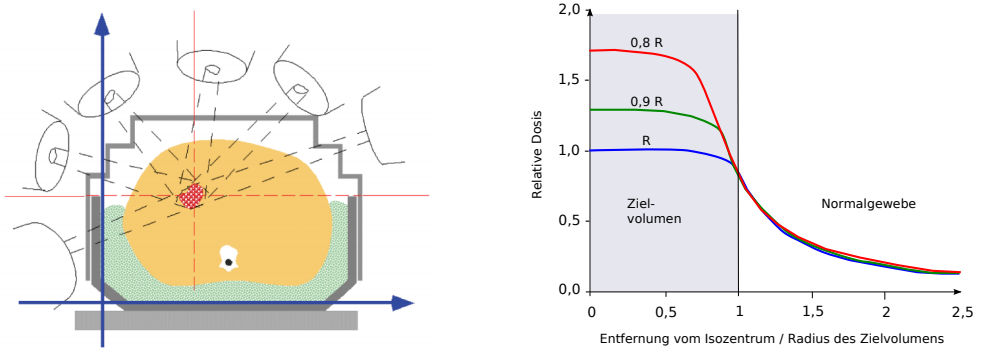 2,0
1,5
1,0
0,5
0,0
0
0,5
1
1,5
2
2,5
0,8 R
0,9 R
R
Ziel-
volumen
Normalgewebe
Relative Dosis
Entfernung vom Isozentrum / Radius des Zielvolumens